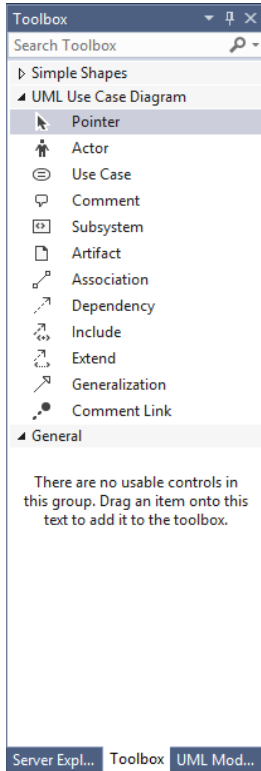 Toolbox
Search Toolbox
Simple Shapes
UML Use Case Diagram
Pointer
Actor
Use Case
Comment
Subsystem
Artifact
Association
Dependency
Include
Extend
Generalization
Comment Link
General
There are no usable controls in
this group. Drag an item onto this
text to add it to the toolbox.
Server Expl... Toolbox UML Mod...